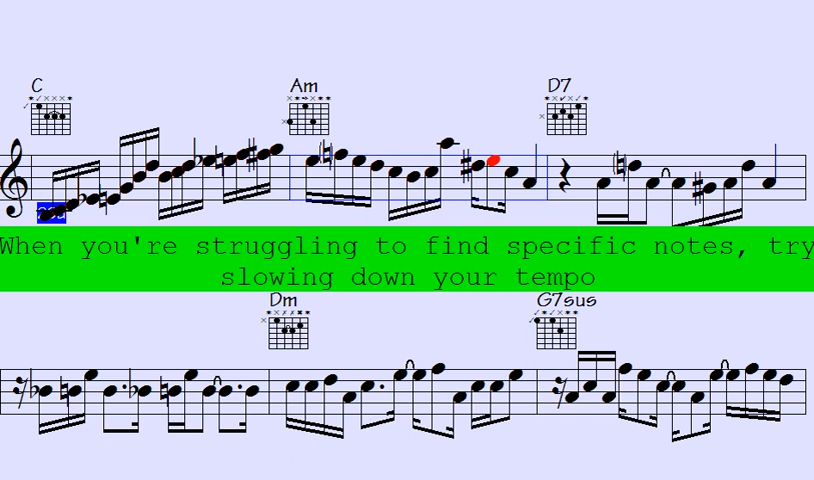 C Am D7
When you're struggling to find specific notes, try
slowing down your tempo
Dm G7sus